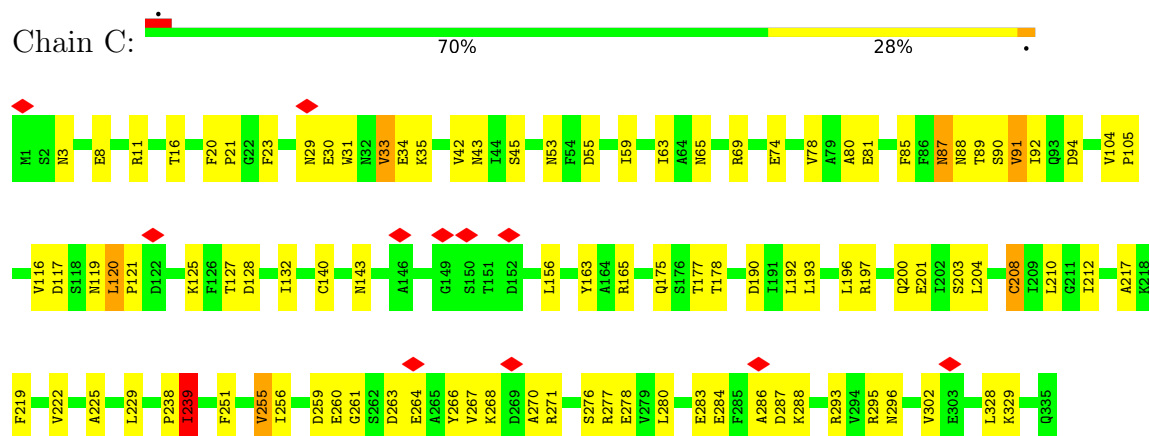 Chain C:
70% 28%
M1 S2 N3 E8 R11 T16 F20 P21 G22 F23 N29 E30 W31 N32 V33 E34 K35 V42 N43 I44 S45 N53 F54 D55 I59 I63 A64 N65 R69 E74 V78 A79 A80 E81 F85 F86 N87 N88 T89 S90 V91 I92 Q93 D94 V104 P105
V116 D117 S118 N119 L120 P121 D122 K125 F126 T127 D128 I132 C140 N143 A146 G149 S150 T151 D152 L156 Y163 A164 R165 Q175 S176 T177 T178 D190 I191 L192 L193 L196 R197 Q200 E201 I202 S203 L204 C208 I209 L210 G211 I212 A217 K218
F219 V222 A225 L229 P238 I239 F251 V255 I256 D259 E260 G261 S262 D263 E264 A265 Y266 V267 K268 D269 A270 R271 S276 R277 E278 V279 L280 E283 E284 F285 A286 D287 K288 R293 V294 R295 N296 V302 E303 L328 K329 Q335